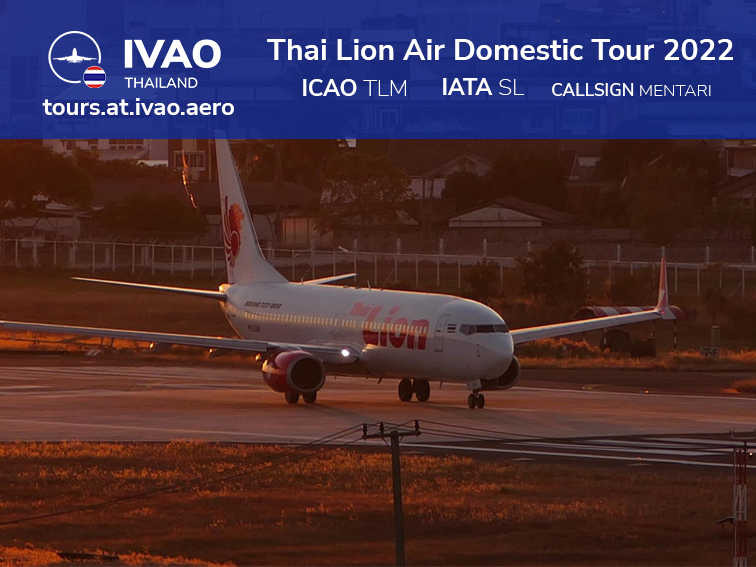 IVAO
THAILAND
tours.at.ivao.aero
Thai Lion Air Domestic Tour 2022
ICAO TLM IATA SL CALLSIGN MENTARI
Thai
Lion